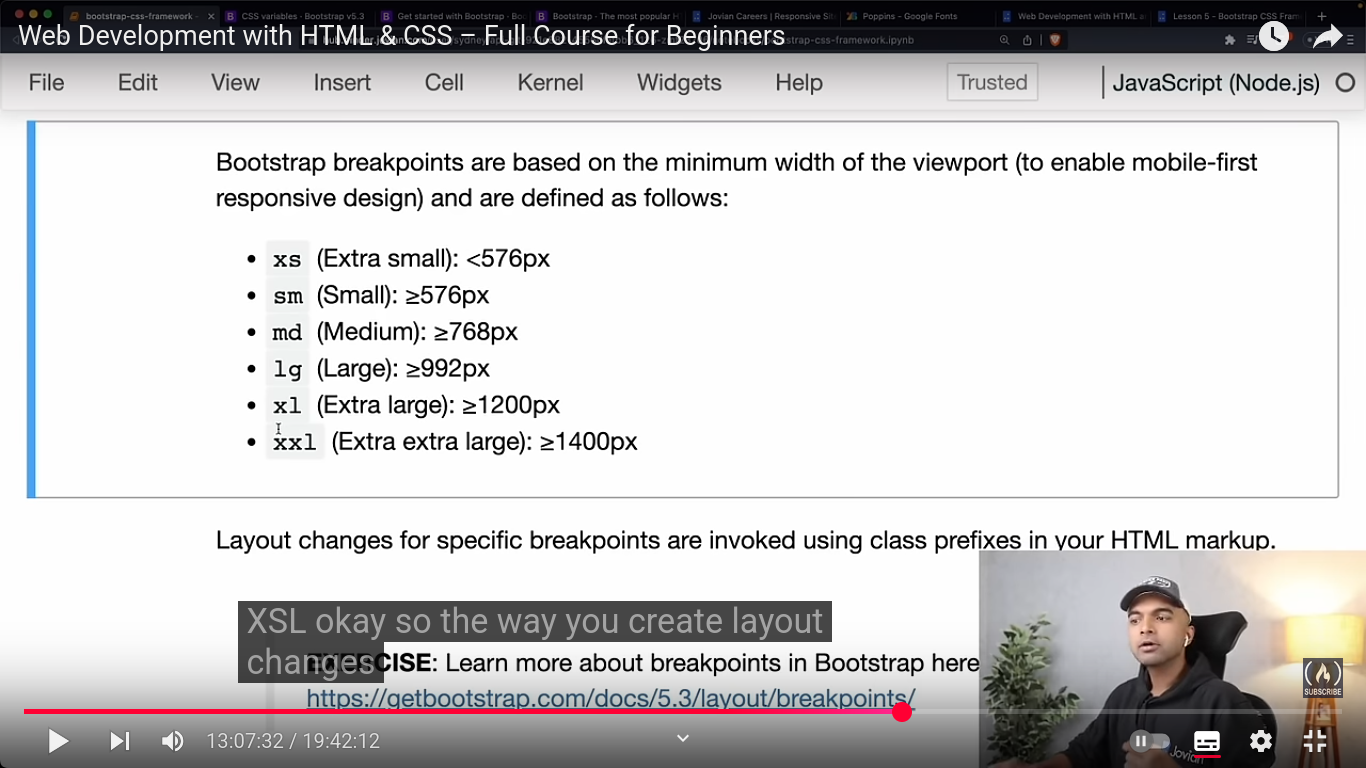 bootstrap-css-framework - × CSS variables - Bootstrap v5.3 Get started with Bootstrap - Boo Bootstrap - The most popular H Jovian Careers | Responsive Sit Poppins - Google Fonts Web Development with HTML a Lesson 5 - Bootstrap CSS Fram +
Web Development with HTML & CSS – Full Course for Beginners
File Edit View Insert Cell Kernel Widgets Help Trusted JavaScript (Node.js)
Bootstrap breakpoints are based on the minimum width of the viewport (to enable mobile-first
responsive design) and are defined as follows:
• xs (Extra small): <576px
• sm (Small): ≥576px
• md (Medium): ≥768px
• lg (Large): ≥992px
• xl (Extra large): ≥1200px
• xxl (Extra extra large): ≥1400px
Layout changes for specific breakpoints are invoked using class prefixes in your HTML markup.
XSL okay so the way you create layout
changes
EXERCISE: Learn more about breakpoints in Bootstrap here
https://getbootstrap.com/docs/5.3/layout/breakpoints/
SUBSCRIBE
13:07:32 / 19:42:12
Jovian